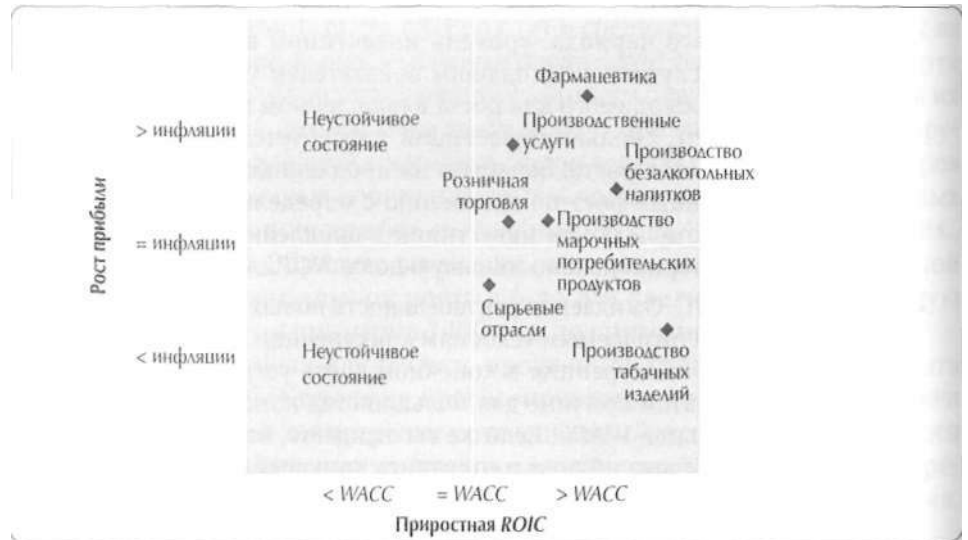 Фармацевтика
> инфляции
Неустойчивое
состояние
Производственные
услуги
Производство
безалкогольных
напитков
Розничная
торговля
Производство
марочных
потребительских
продуктов
= инфляции
Рост прибыли
Сырьевые
отрасли
< инфляции
Неустойчивое
состояние
Производство
табачных
изделий
< WACC = WACC > WACC
Приростная ROIC